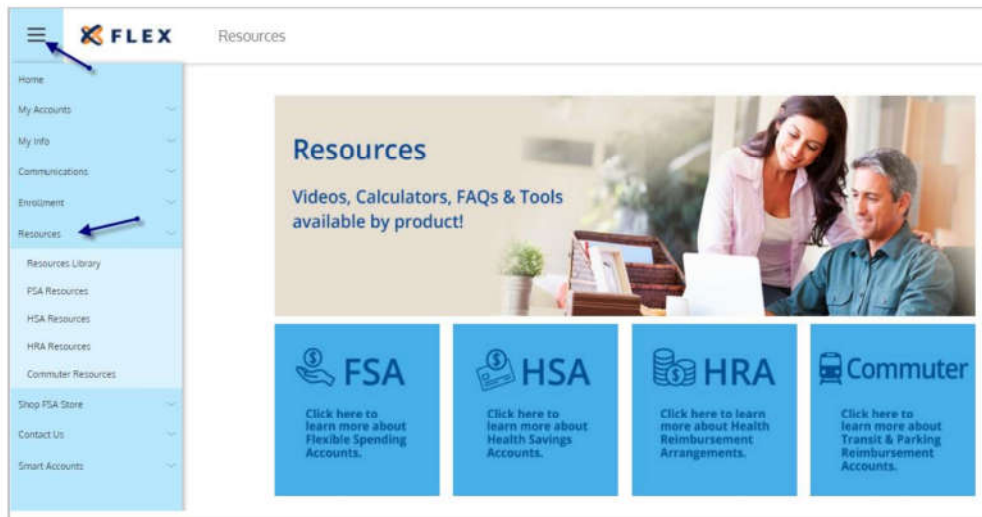 FLEX
Resources
Home
My Accounts
My Info
Communications
Enrollment
Resources
Resources Library
FSA Resources
HSA Resources
HRA Resources
Commuter Resources
Shop FSA Store
Contact Us
Smart Accounts
Resources
Videos, Calculators, FAQs & Tools
available by product!
FSA
Click here to
learn more about
Flexible Spending
Accounts.
HSA
Click here to
learn more about
Health Savings
Accounts.
HRA
Click here to learn
more about Health
Reimbursement
Arrangements.
Commuter
Click here to
learn more about
Transit & Parking
Reimbursement
Accounts.